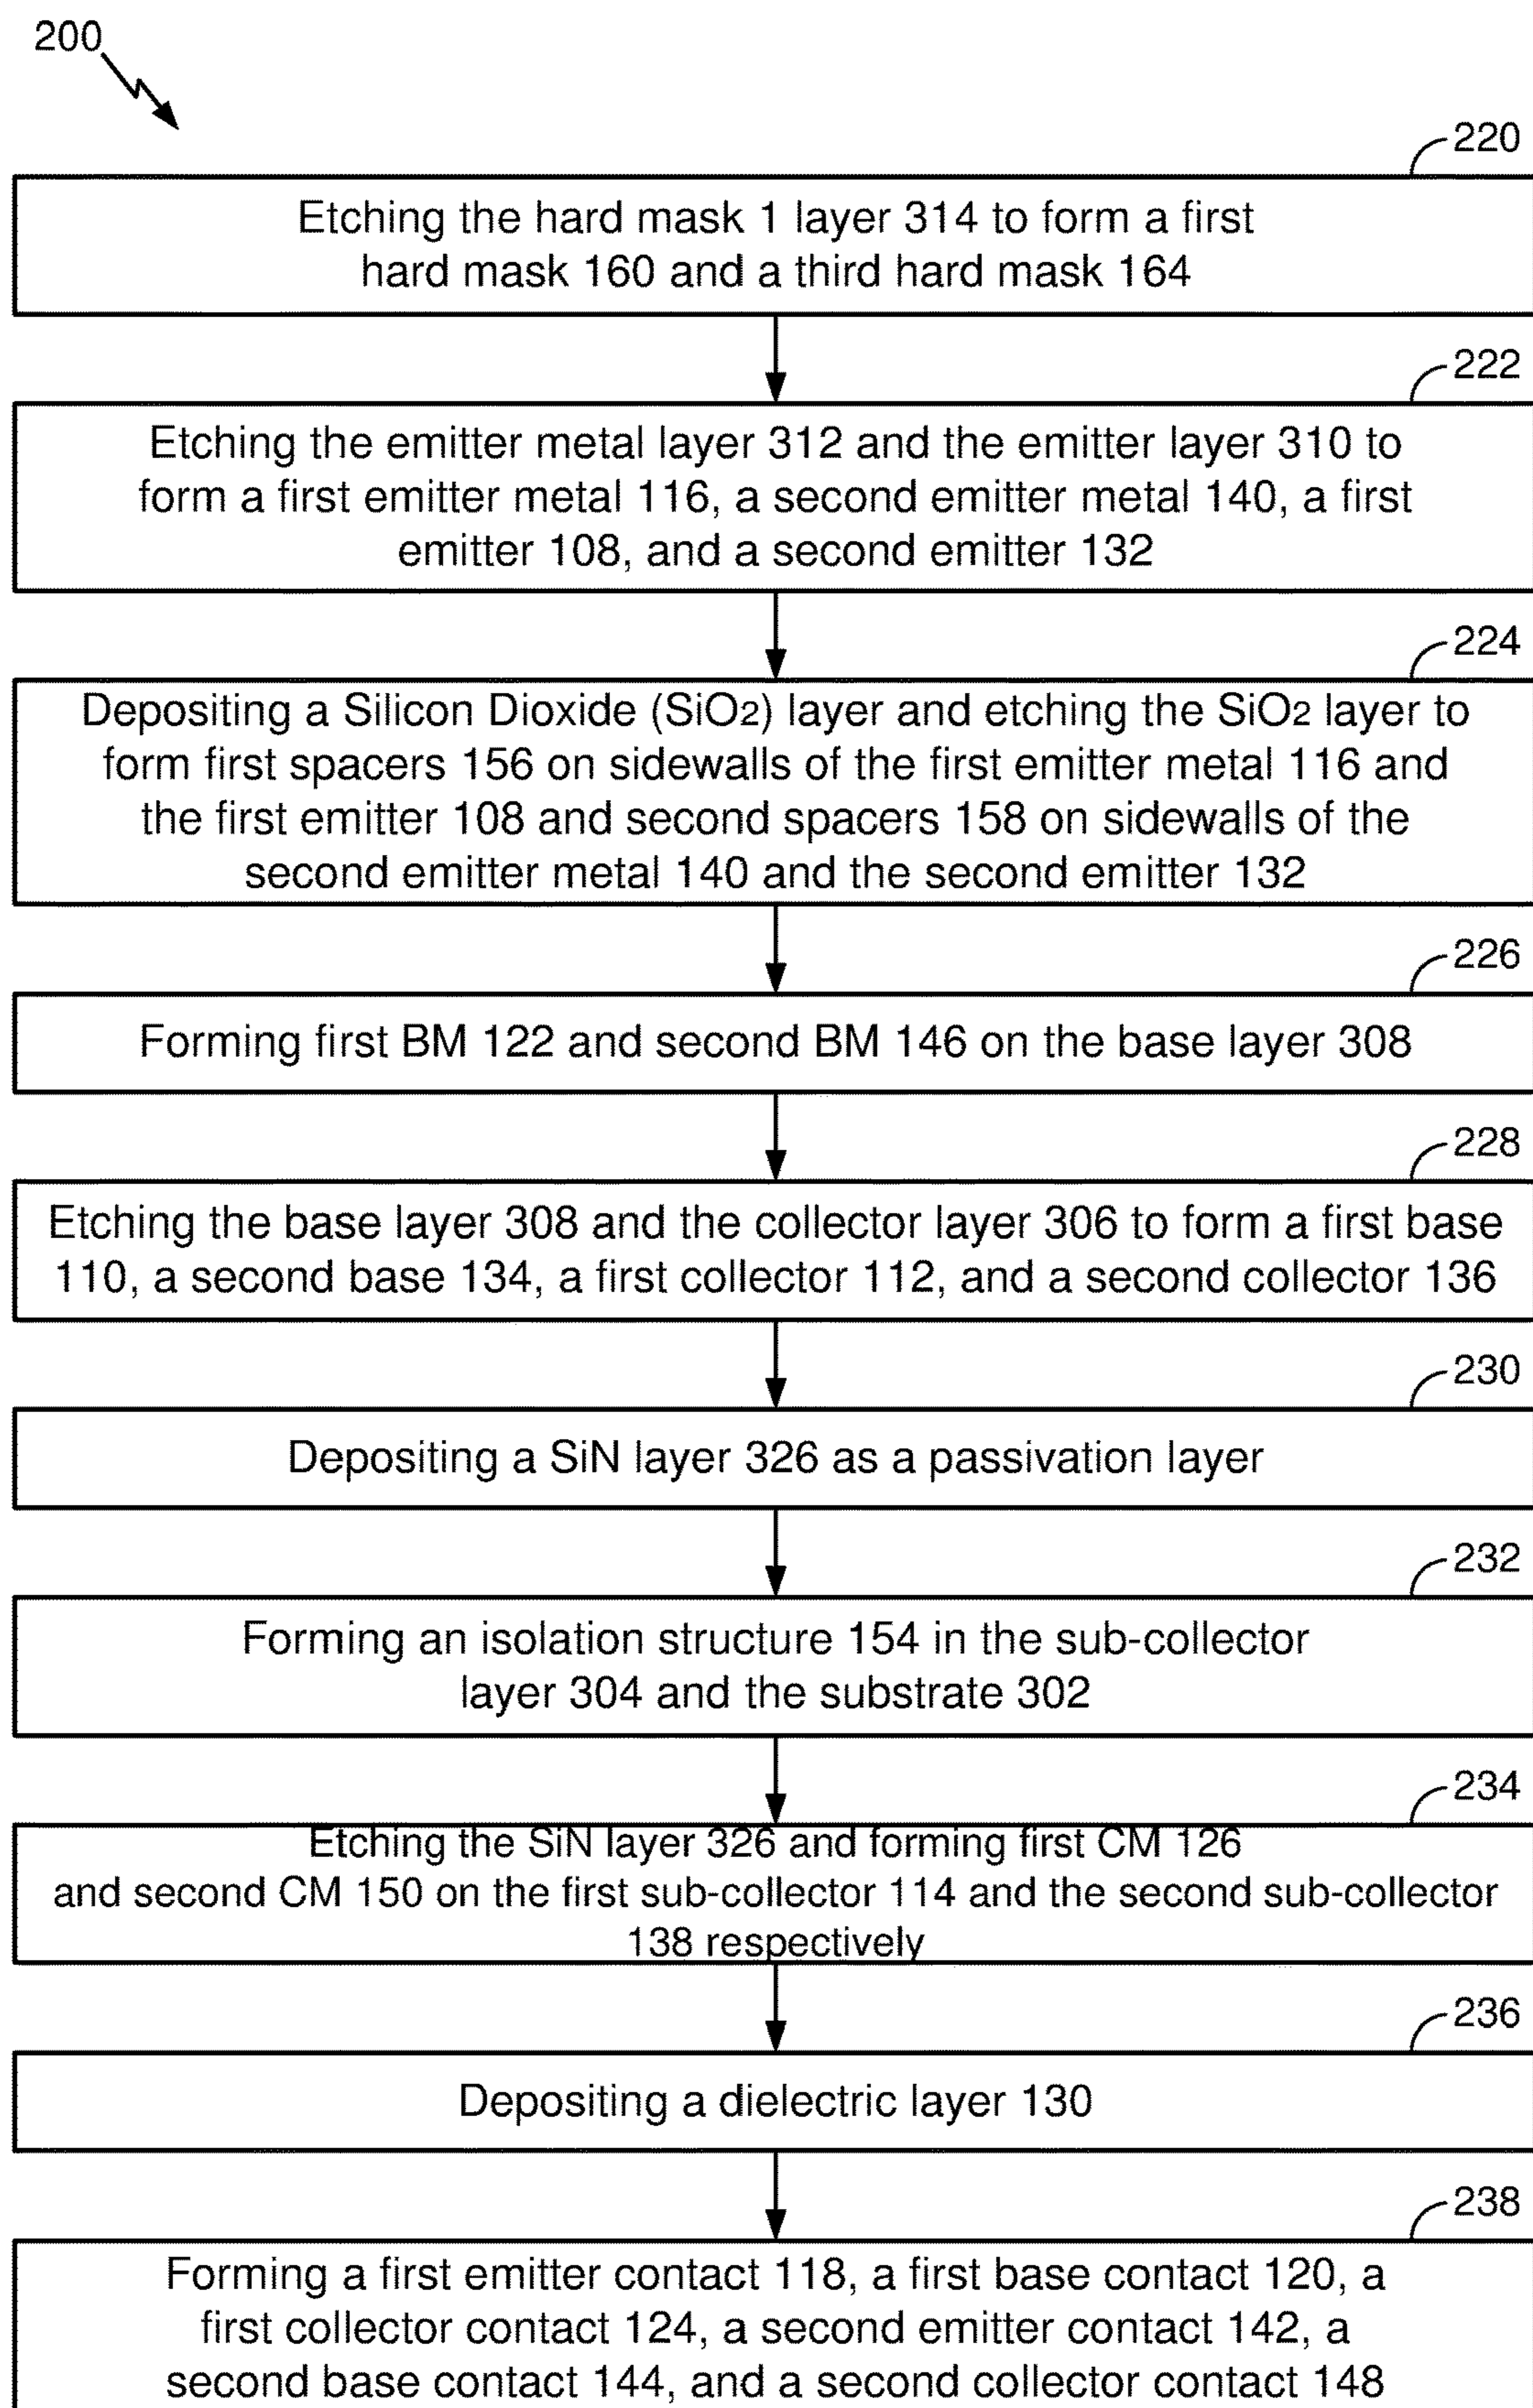 200
220
Etching the hard mask 1 layer 314 to form a first
hard mask 160 and a third hard mask 164
222
Etching the emitter metal layer 312 and the emitter layer 310 to
form a first emitter metal 116, a second emitter metal 140, a first
emitter 108, and a second emitter 132
224
Depositing a Silicon Dioxide (SiO2) layer and etching the SiO2 layer to
form first spacers 156 on sidewalls of the first emitter metal 116 and
the first emitter 108 and second spacers 158 on sidewalls of the
second emitter metal 140 and the second emitter 132
226
Forming first BM 122 and second BM 146 on the base layer 308
228
Etching the base layer 308 and the collector layer 306 to form a first base
110, a second base 134, a first collector 112, and a second collector 136
230
Depositing a SiN layer 326 as a passivation layer
232
Forming an isolation structure 154 in the sub-collector
layer 304 and the substrate 302
234
Etching the SiN layer 326 and forming first CM 126
and second CM 150 on the first sub-collector 114 and the second sub-collector
138 respectively
236
Depositing a dielectric layer 130
238
Forming a first emitter contact 118, a first base contact 120, a
first collector contact 124, a second emitter contact 142, a
second base contact 144, and a second collector contact 148